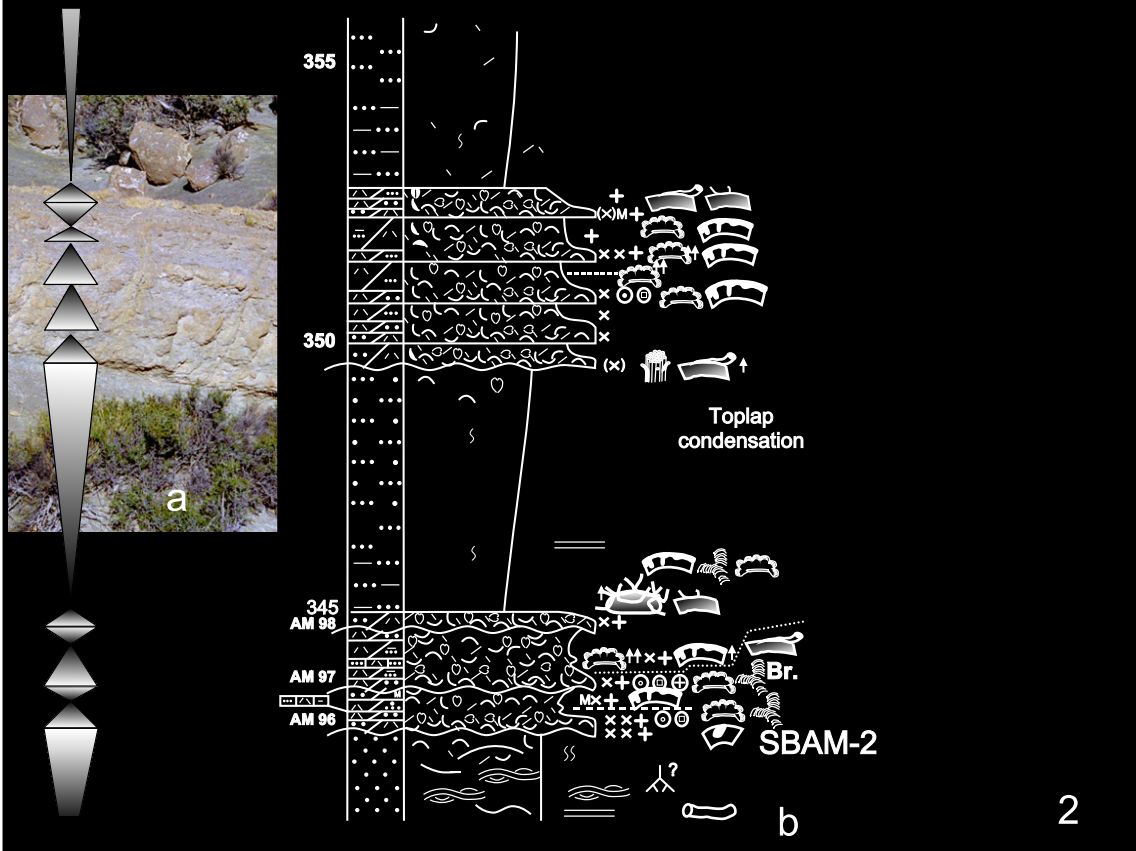 355
(×)M+
350
(×)
Toplap
condensation
345
AM 98
AM 97
Br.
M×+
AM 96
SBAM-2
?
a
b
2